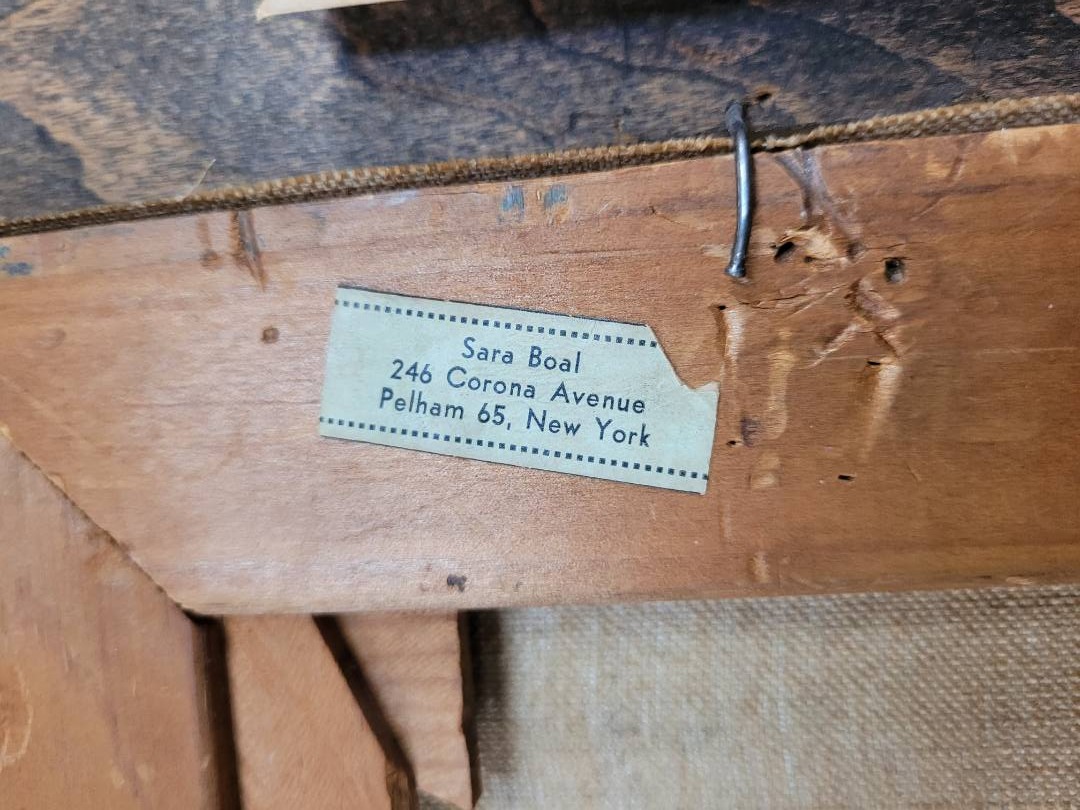 Sara Boal
246 Corona Avenue
Pelham 65, New York